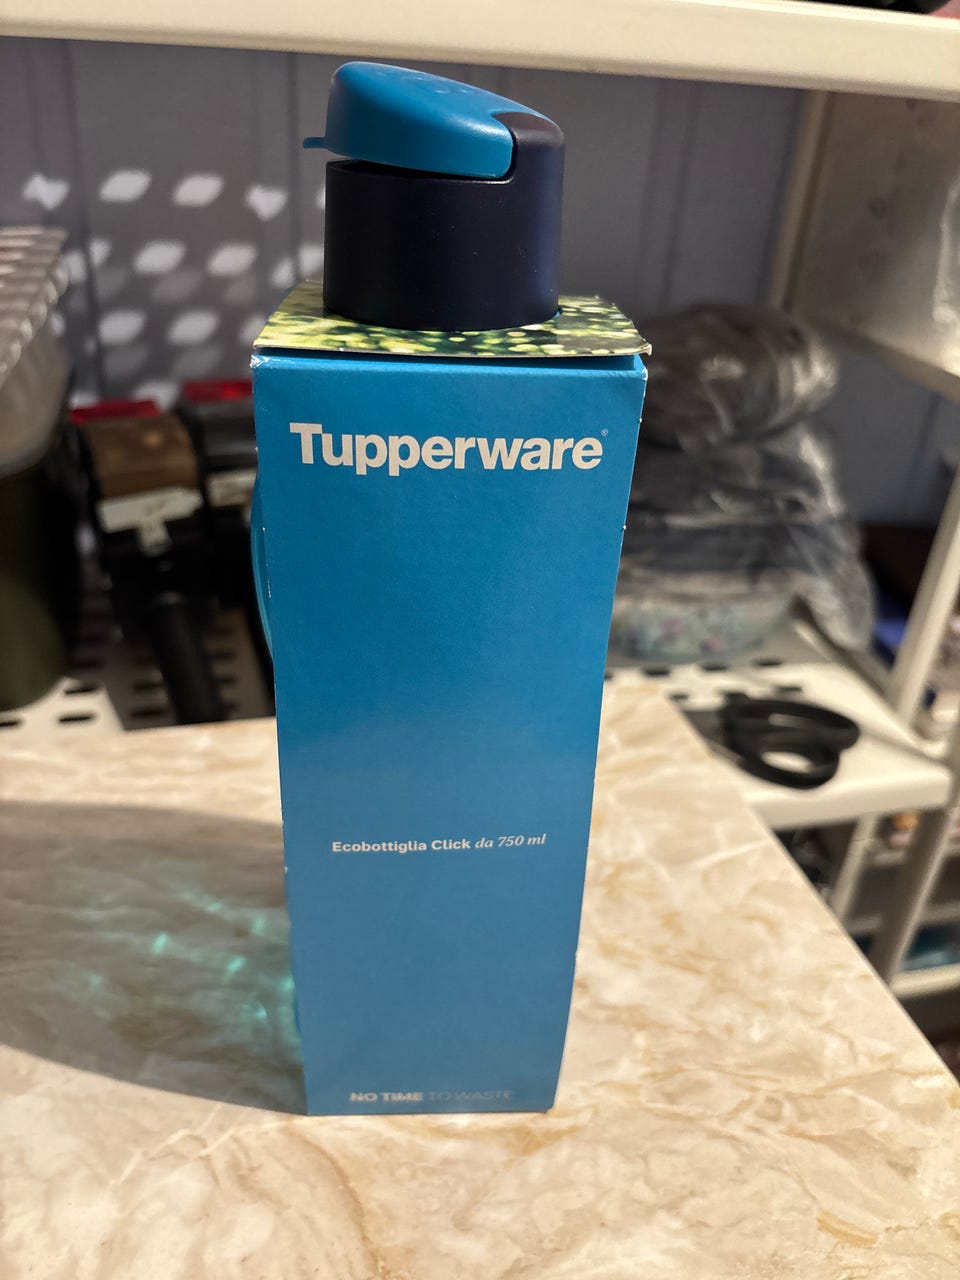 Tupperware®
Ecobottiglia Click da 750 ml
NO TIME TO WASTE